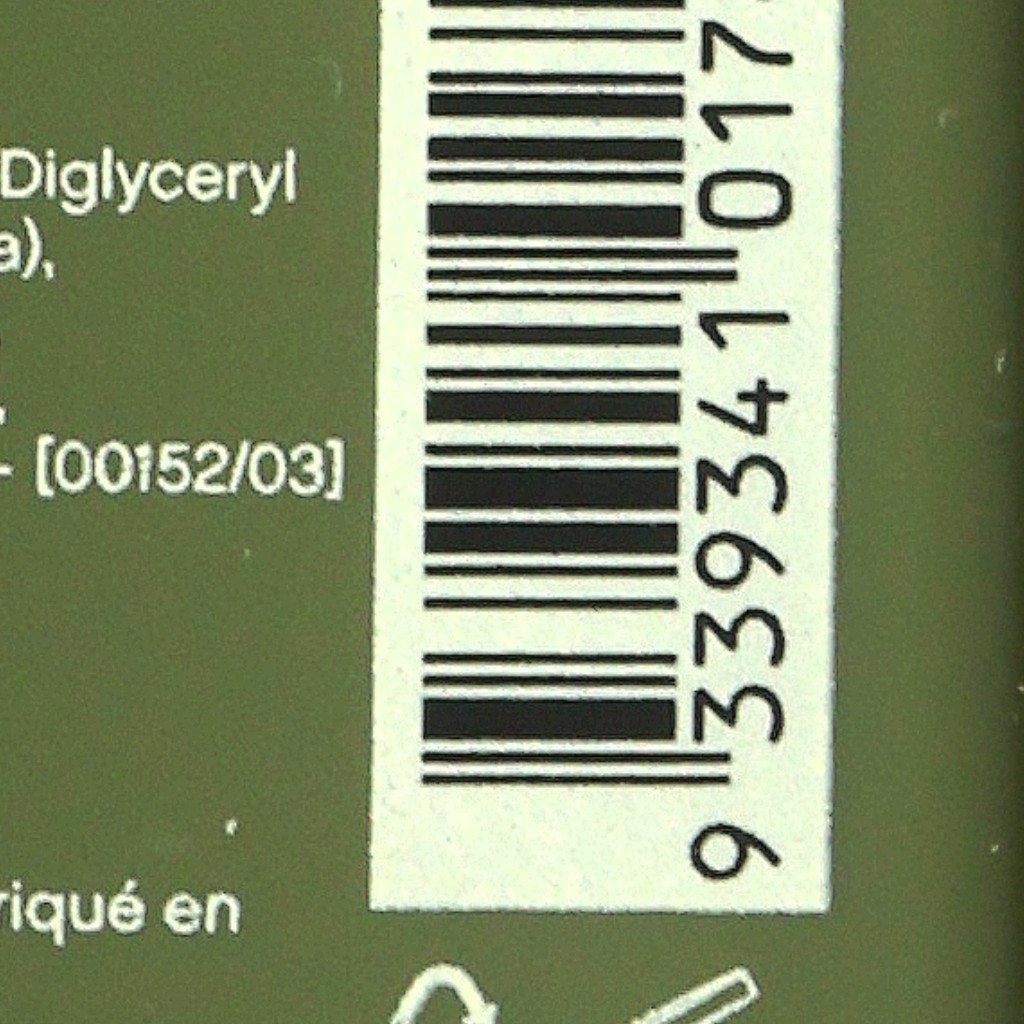 Diglyceryl
a),
- [00152/03]
riqué en
9 339341 017